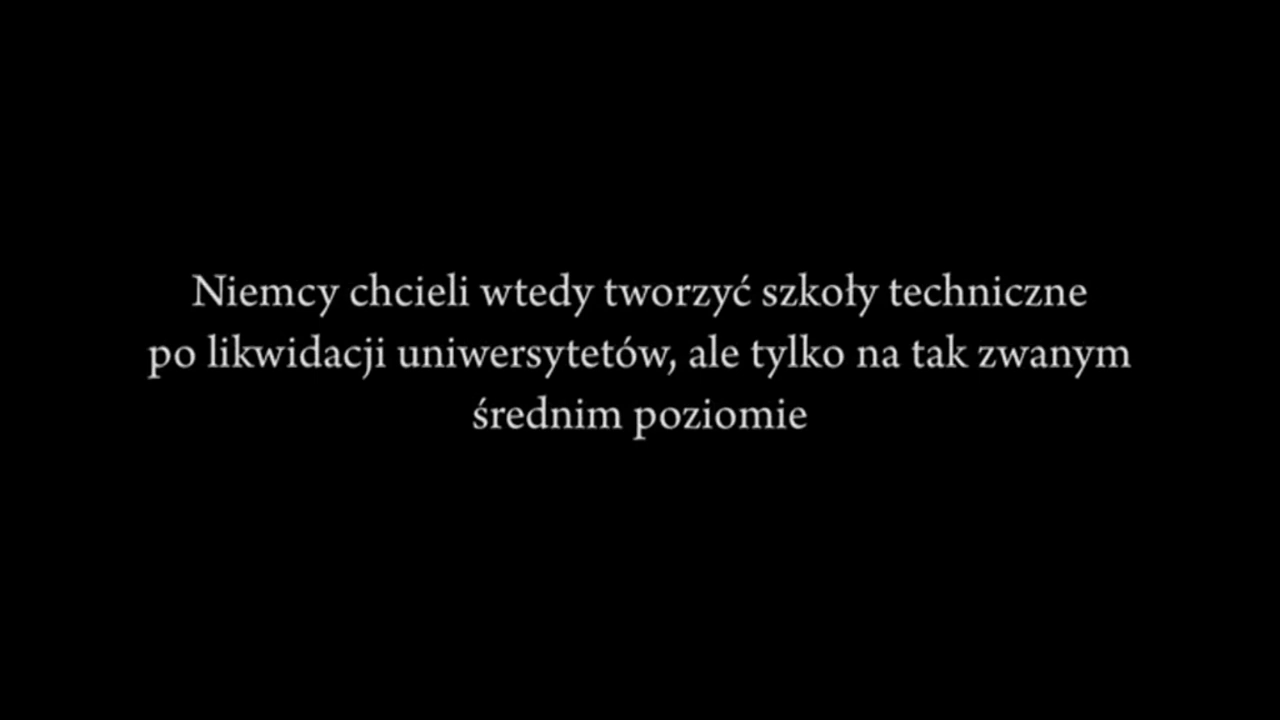 Niemcy chcieli wtedy tworzyć szkoły techniczne
po likwidacji uniwersytetów, ale tylko na tak zwanym
średnim poziomie